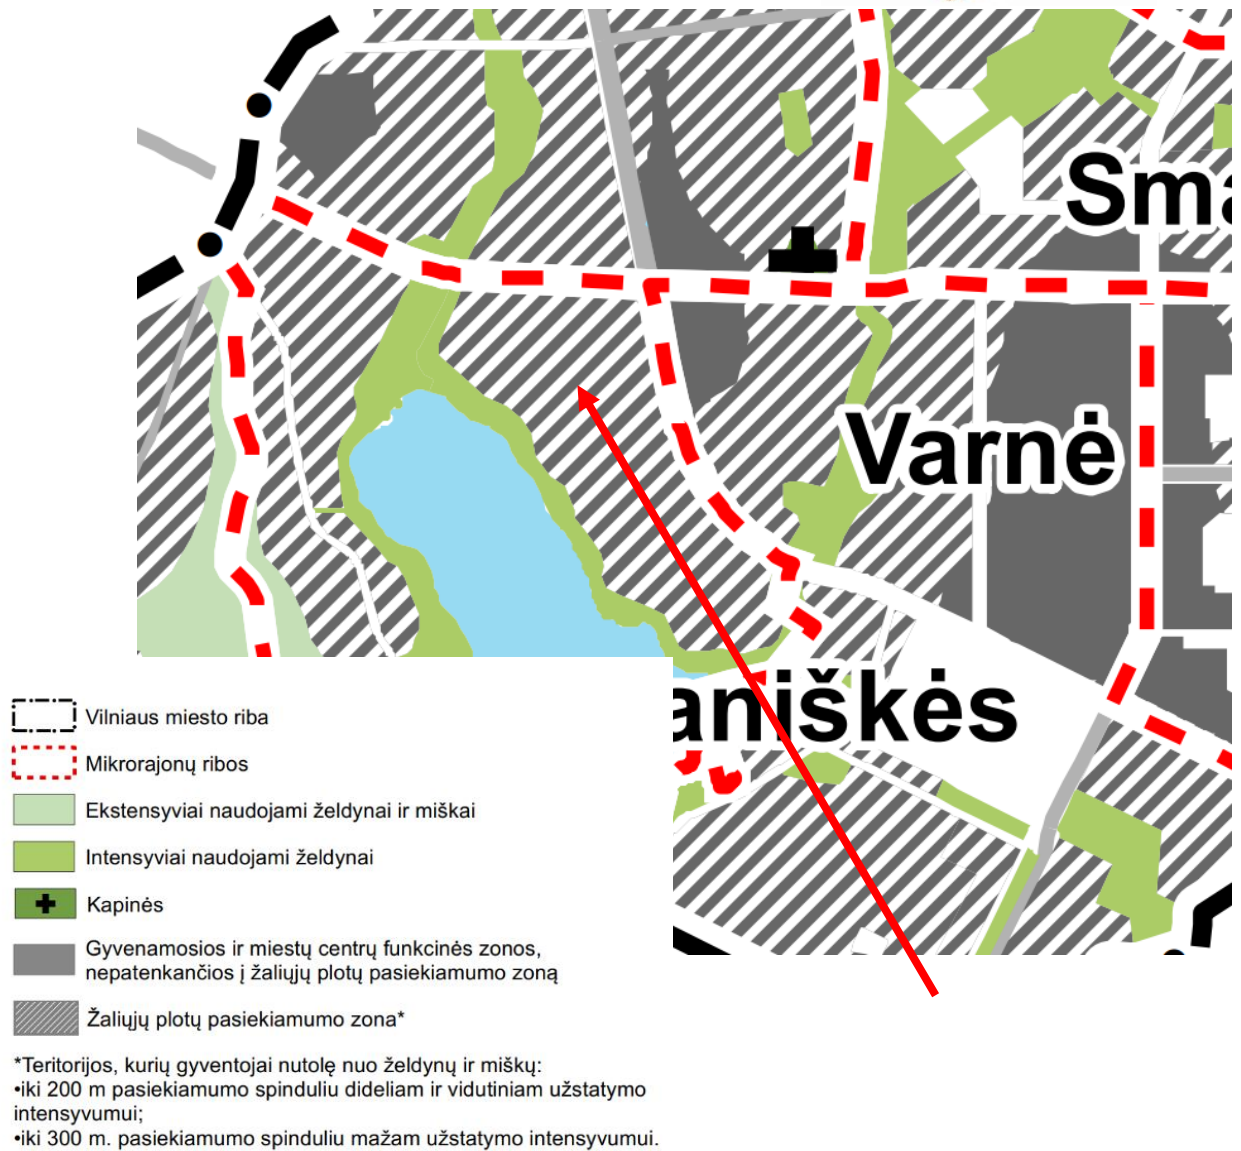 Sma
Varnė
aniškės
Vilniaus miesto riba
Mikrorajonų ribos
Ekstensyviai naudojami želdynai ir miškai
Intensyviai naudojami želdynai
Kapinės
Gyvenamosios ir miestų centrų funkcinės zonos,
nepatenkančios į žaliųjų plotų pasiekiamumo zoną
Žaliųjų plotų pasiekiamumo zona*
*Teritorijos, kurių gyventojai nutolę nuo želdynų ir miškų:
•iki 200 m pasiekiamumo spinduliu dideliam ir vidutiniam užstatymo
intensyvumui;
•iki 300 m. pasiekiamumo spinduliu mažam užstatymo intensyvumui.